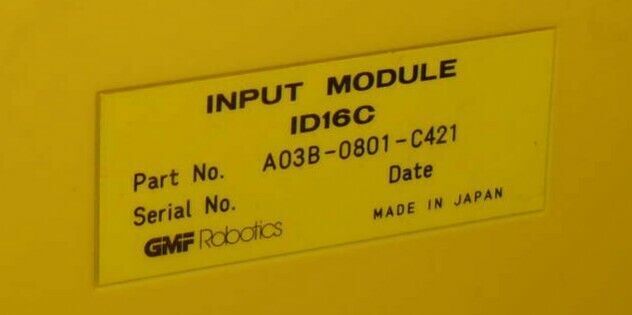 INPUT MODULE
ID16C
Part No. A03B-0801-C421
Serial No. Date
GMF Robotics MADE IN JAPAN